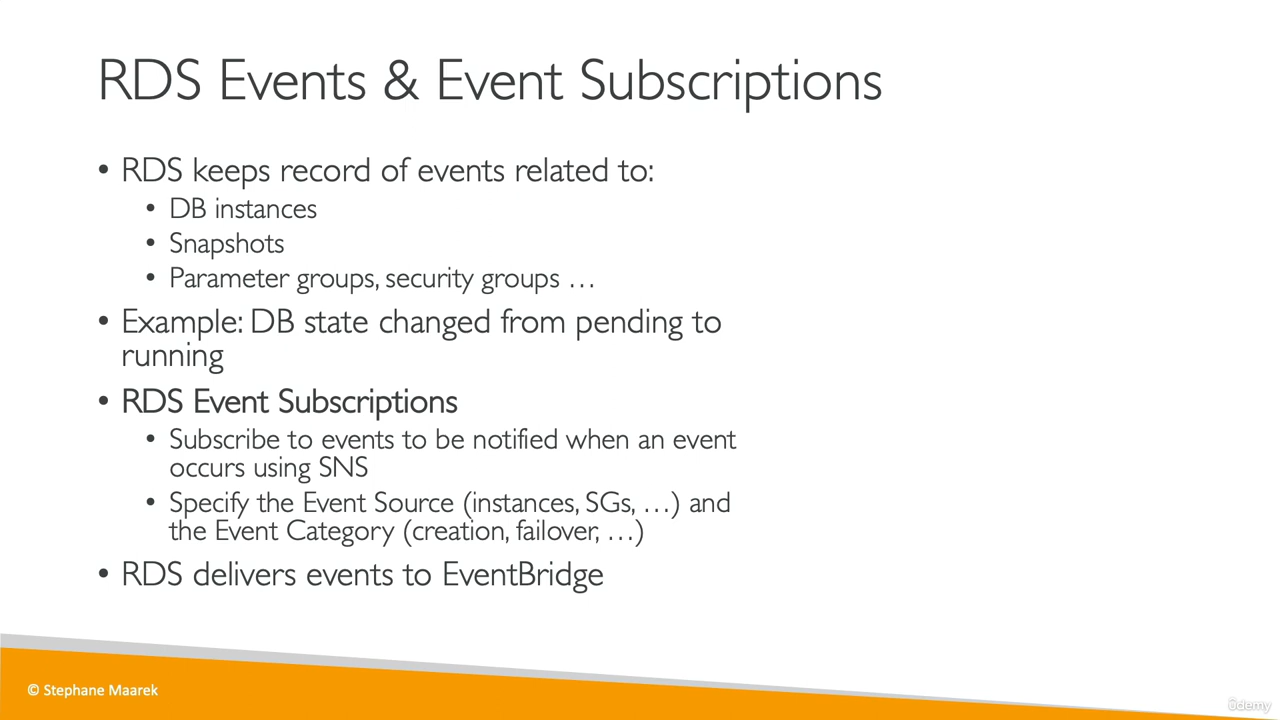 RDS Events & Event Subscriptions
• RDS keeps record of events related to:
• DB instances
• Snapshots
• Parameter groups, security groups …
• Example: DB state changed from pending to
running
• RDS Event Subscriptions
• Subscribe to events to be notified when an event
occurs using SNS
• Specify the Event Source (instances, SGs, …) and
the Event Category (creation, failover, …)
• RDS delivers events to EventBridge
© Stephane Maarek
ûdemy